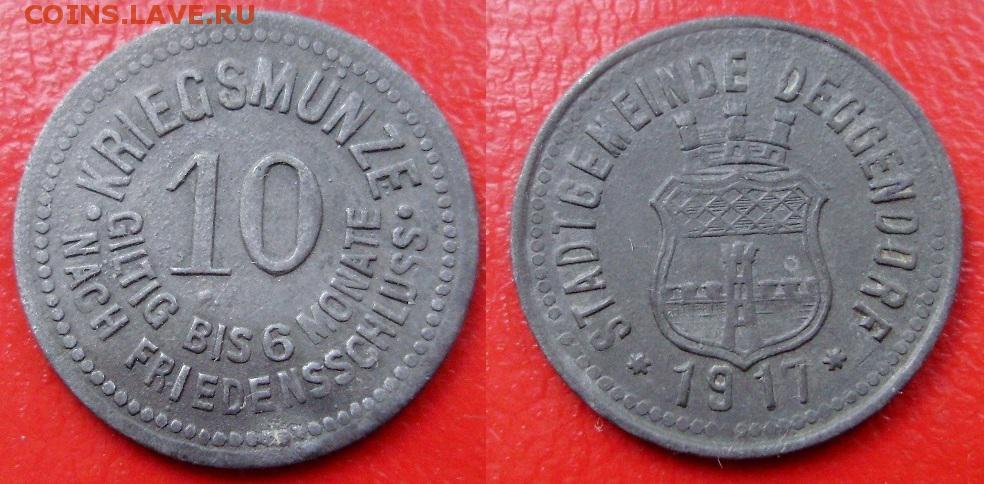 COINS.LAVE.RU
· KRIEGSMÜNZE ·
10
GILTIG BIS 6 MONATE
NACH FRIEDENSSCHLUSS
STADTGEMEINDE DEGGENDORF
* 1917 *